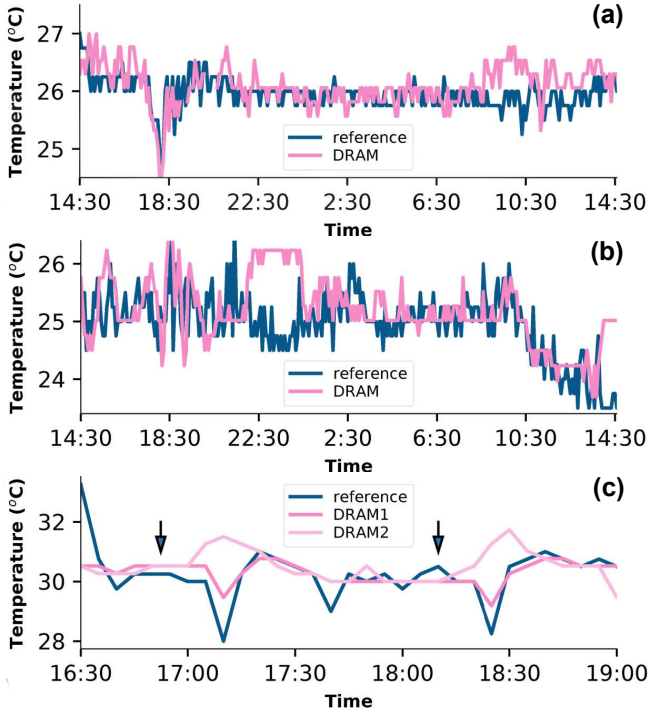 (a)
Temperature (°C)
27
26
25
reference
DRAM
14:30 18:30 22:30 2:30 6:30 10:30 14:30
Time
(b)
Temperature (°C)
26
25
24
reference
DRAM
14:30 18:30 22:30 2:30 6:30 10:30 14:30
Time
(c)
Temperature (°C)
32
30
28
reference
DRAM1
DRAM2
16:30 17:00 17:30 18:00 18:30 19:00
Time